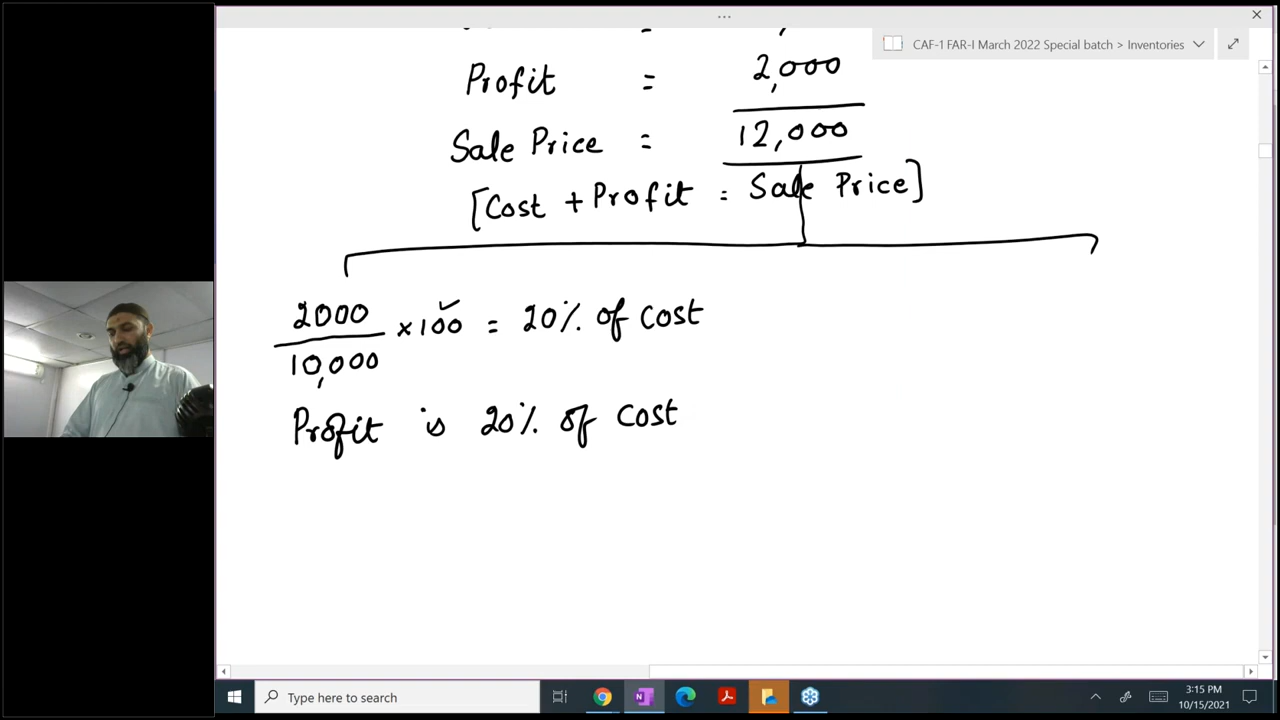 CAF-1 FAR-I March 2022 Special batch > Inventories
Profit = 2,000
Sale Price = 12,000
[Cost + Profit = Sale Price]
2000
10,000
×100 = 20% of cost
Profit is 20% of cost
Type here to search
3:15 PM
10/15/2021